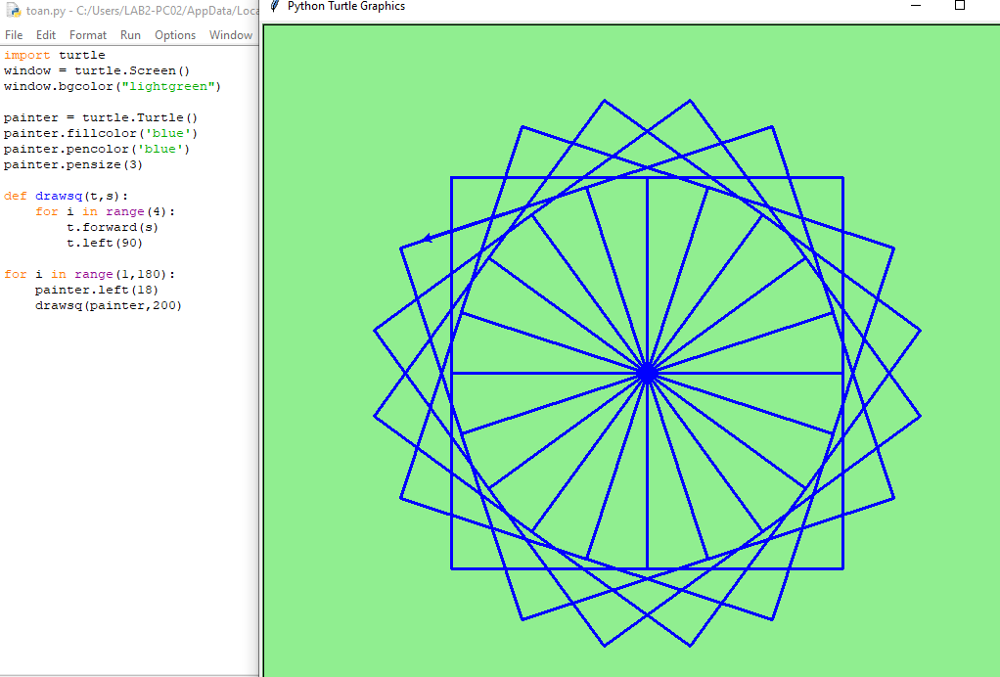 toan.py - C:/Users/LAB2-PC02/AppData/Loca
Python Turtle Graphics
File Edit Format Run Options Window
import turtle
window = turtle.Screen()
window.bgcolor("lightgreen")
painter = turtle.Turtle()
painter.fillcolor('blue')
painter.pencolor('blue')
painter.pensize(3)
def drawsq(t,s):
    for i in range(4):
        t.forward(s)
        t.left(90)
for i in range(1,180):
    painter.left(18)
    drawsq(painter,200)